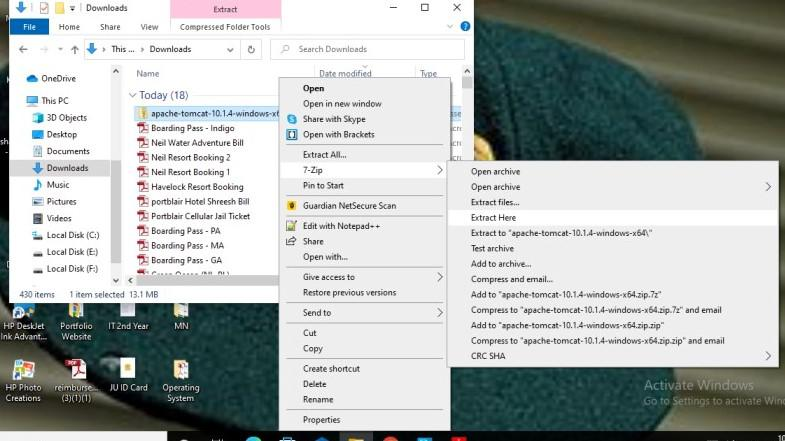 Downloads
Extract
File
Home
Share
View
Compressed Folder Tools
This ...
Downloads
Search Downloads
Name
Date modified
Type
OneDrive
This PC
3D Objects
Desktop
Documents
Downloads
Music
Pictures
Videos
Local Disk (C:)
Local Disk (E:)
Local Disk (F:)
Today (18)
apache-tomcat-10.1.4-windows-x6
Boarding Pass - Indigo
Neil Water Adventure Bill
Neil Resort Booking 2
Neil Resort Booking 1
Havelock Resort Booking
portblair Hotel Shreesh Bill
Portblair Cellular Jail Ticket
Boarding Pass - PA
Boarding Pass - MA
Boarding Pass - GA
430 items
1 item selected 13.1 MB
Open
Open in new window
Share with Skype
Open with Brackets
Extract All...
7-Zip
Pin to Start
Guardian NetSecure Scan
Edit with Notepad++
Share
Open with...
Give access to
Restore previous versions
Send to
Cut
Copy
Create shortcut
Delete
Rename
Properties
Open archive
Open archive
Extract files...
Extract Here
Extract to "apache-tomcat-10.1.4-windows-x64\"
Test archive
Add to archive...
Compress and email...
Add to "apache-tomcat-10.1.4-windows-x64.zip.7z"
Compress to "apache-tomcat-10.1.4-windows-x64.zip.7z" and email
Add to "apache-tomcat-10.1.4-windows-x64.zip.zip"
Compress to "apache-tomcat-10.1.4-windows-x64.zip.zip" and email
CRC SHA
HP DeskJet
Ink Advant...
Portfolio
Website
IT 2nd Year
MN
HP Photo
Creations
reimburse...
(3)(1)(1)
JU ID Card
Operating
System
Activate Windows
Go to Settings to activate Win